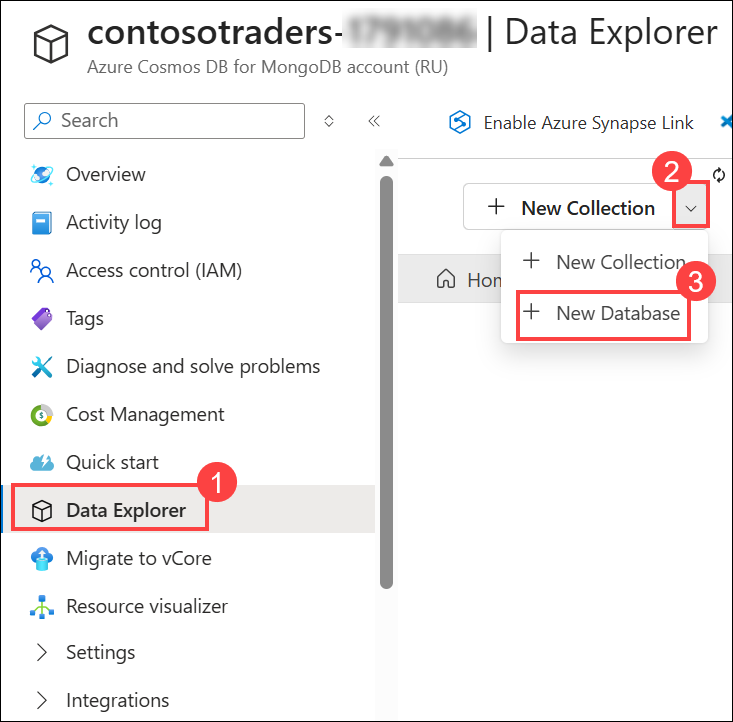 contosotraders- | Data Explorer
Azure Cosmos DB for MongoDB account (RU)
Search
Enable Azure Synapse Link
Overview
Activity log
Access control (IAM)
Tags
Diagnose and solve problems
Cost Management
Quick start
1
Data Explorer
Migrate to vCore
Resource visualizer
Settings
Integrations
2
New Collection
Hom
New Collection
3
New Database